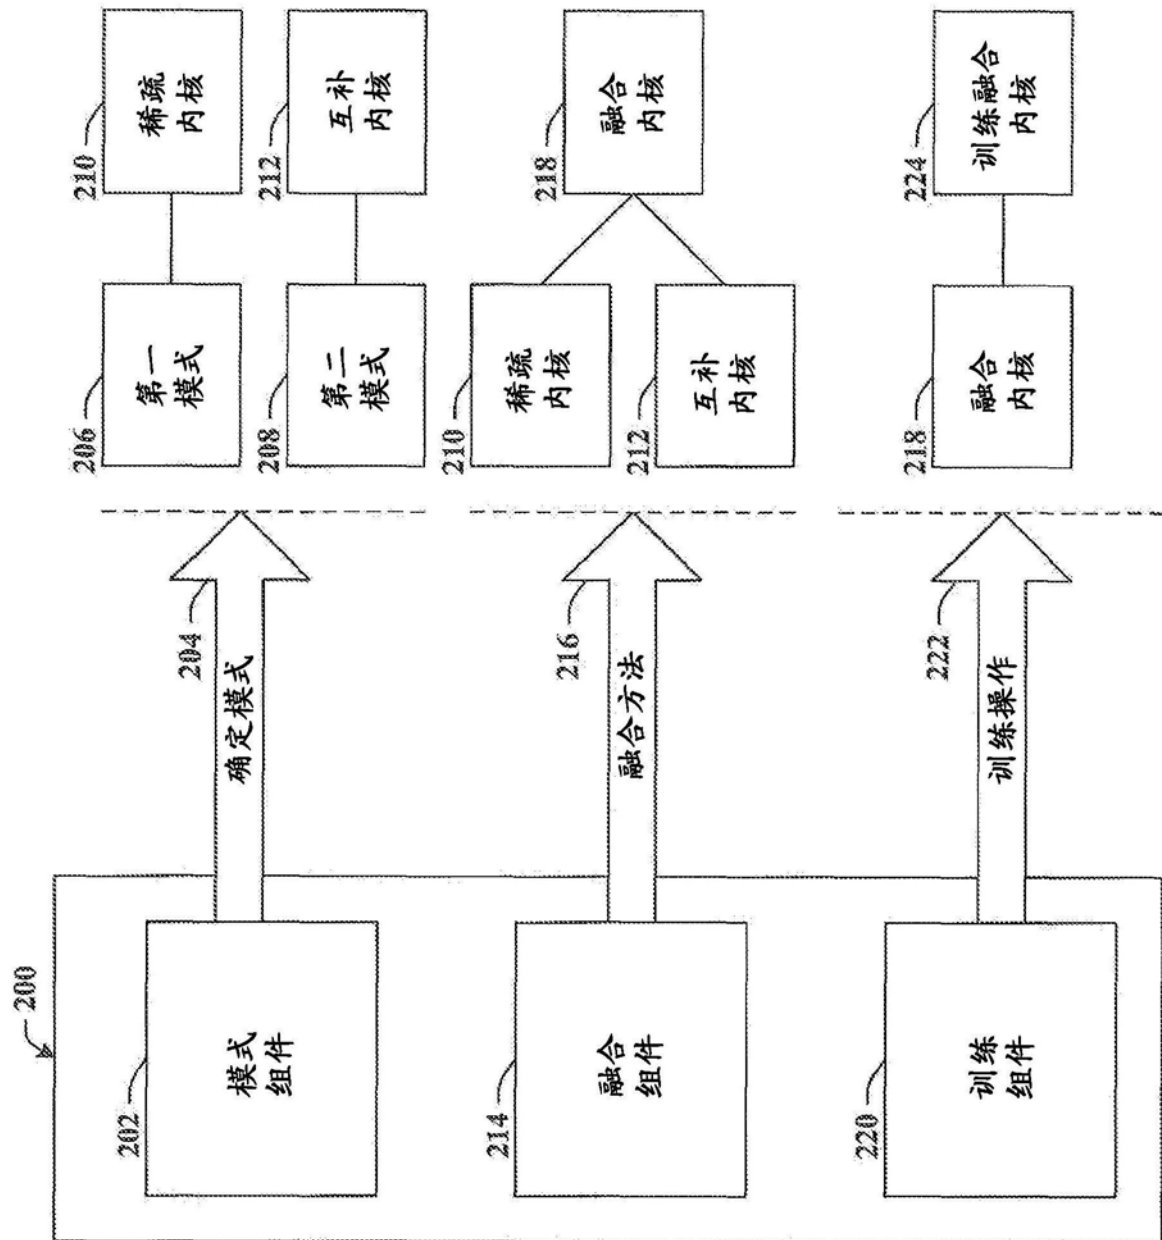 200
220
训练
组件
214
融合
组件
202
模式
组件
222
训练操作
216
融合方法
204
确定模式
218
融合
内核
212
互补
内核
210
稀疏
内核
208
第二
模式
206
第一
模式
224
训练融合
内核
218
融合
内核
212
互补
内核
210
稀疏
内核